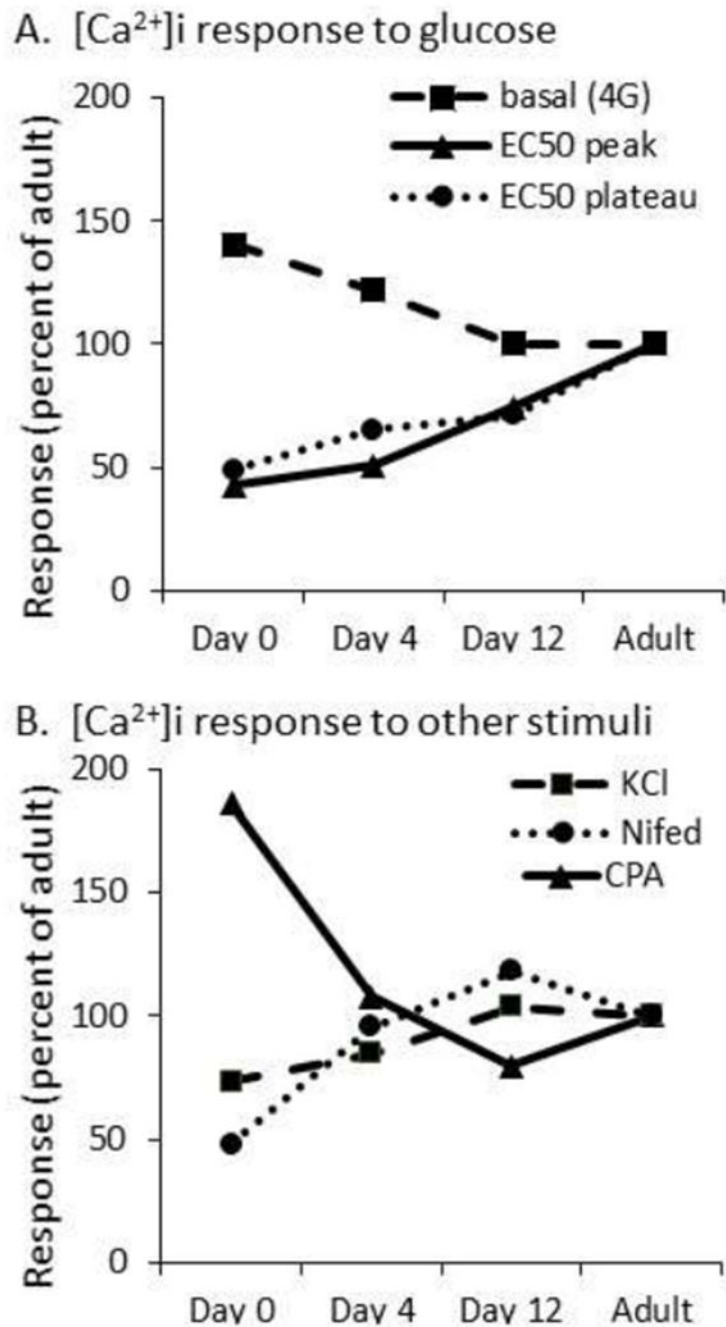 A. [Ca²⁺]i response to glucose
200
150
100
50
0
Response (percent of adult)
basal (4G)
EC50 peak
EC50 plateau
Day 0 Day 4 Day 12 Adult
B. [Ca²⁺]i response to other stimuli
200
150
100
50
0
Response (percent of adult)
KCl
Nifed
CPA
Day 0 Day 4 Day 12 Adult